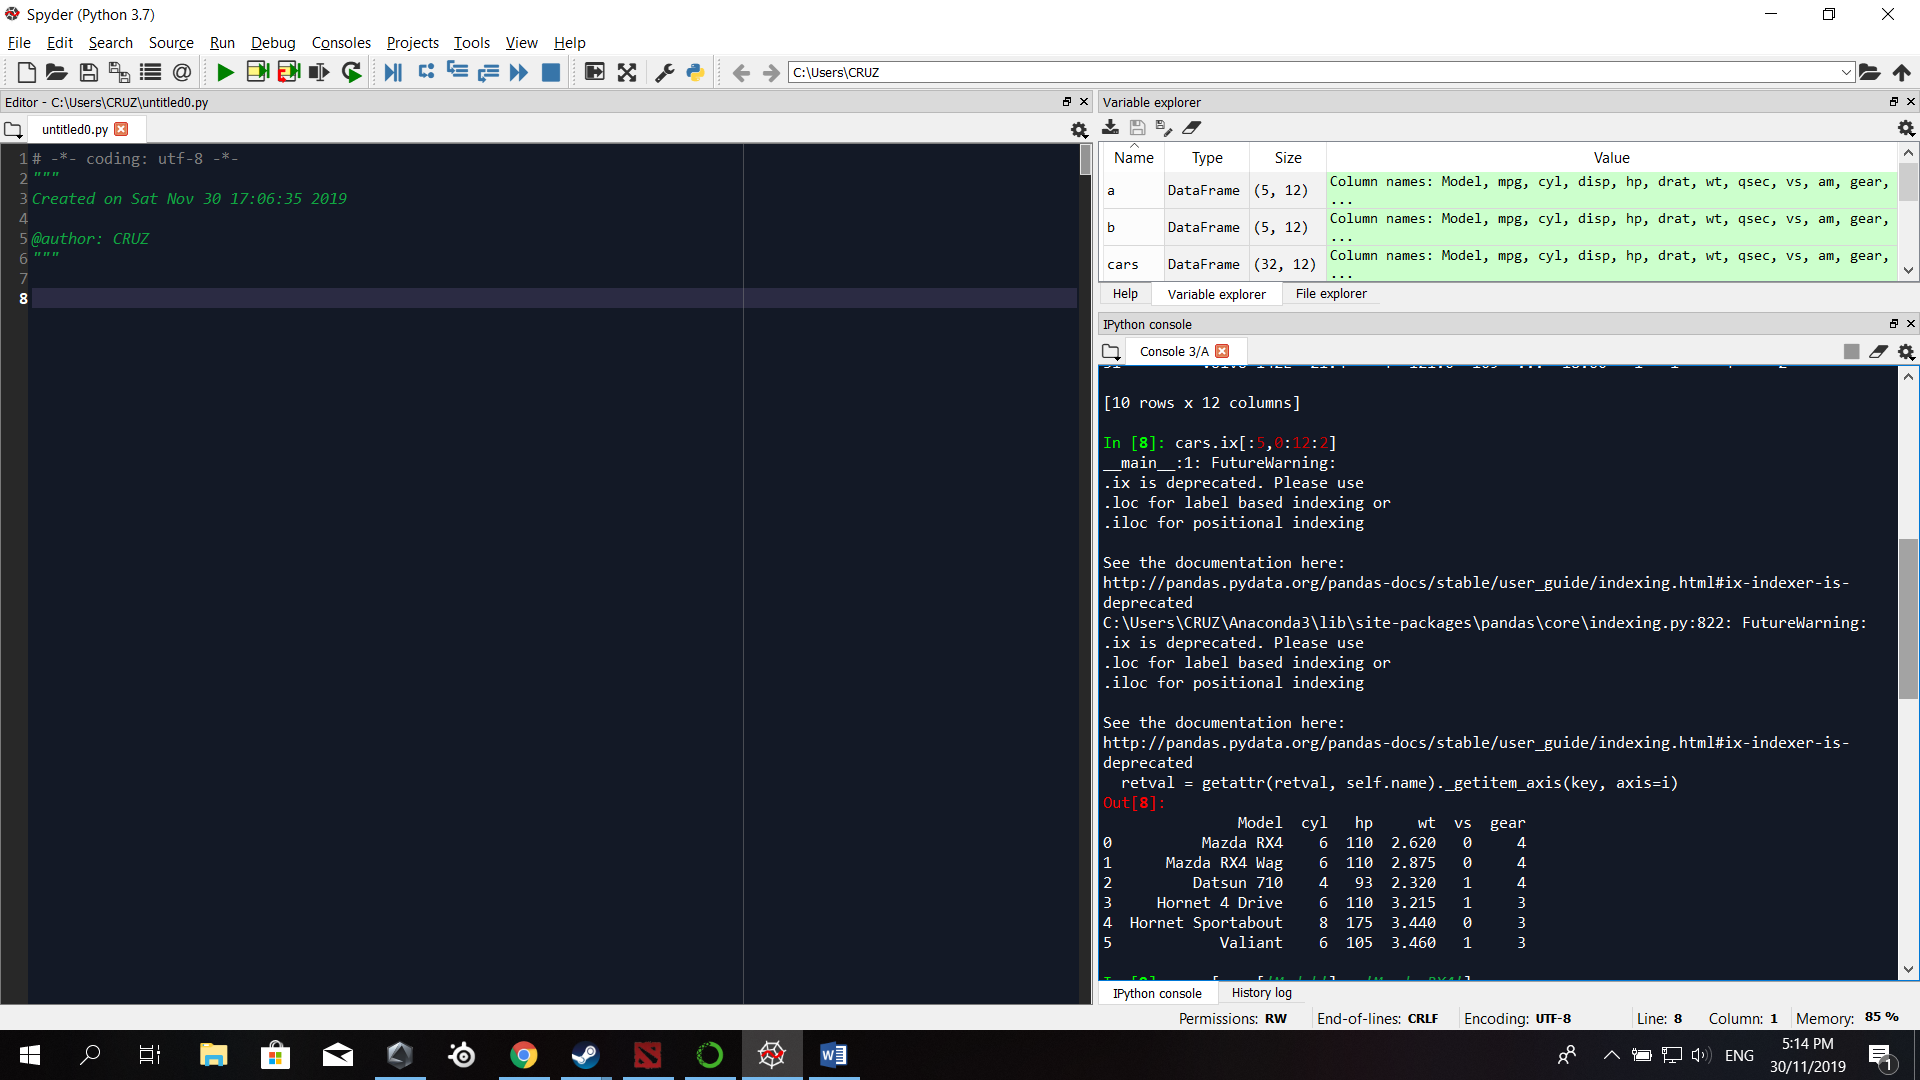 Spyder (Python 3.7)
File Edit Search Source Run Debug Consoles Projects Tools View Help
C:\Users\CRUZ
Editor - C:\Users\CRUZ\untitled0.py
untitled0.py
1 # -*- coding: utf-8 -*-
2 """
3 Created on Sat Nov 30 17:06:35 2019
4
5 @author: CRUZ
6 """
7
8
Variable explorer
Name Type Size Value
a DataFrame (5, 12) Column names: Model, mpg, cyl, disp, hp, drat, wt, qsec, vs, am, gear,
...
b DataFrame (5, 12) Column names: Model, mpg, cyl, disp, hp, drat, wt, qsec, vs, am, gear,
...
cars DataFrame (32, 12) Column names: Model, mpg, cyl, disp, hp, drat, wt, qsec, vs, am, gear,
...
Help Variable explorer File explorer
IPython console
Console 3/A
[10 rows x 12 columns]
In [8]: cars.ix[:5,0:12:2]
__main__:1: FutureWarning:
.ix is deprecated. Please use
.loc for label based indexing or
.iloc for positional indexing
See the documentation here:
http://pandas.pydata.org/pandas-docs/stable/user_guide/indexing.html#ix-indexer-is-
deprecated
C:\Users\CRUZ\Anaconda3\lib\site-packages\pandas\core\indexing.py:822: FutureWarning:
.ix is deprecated. Please use
.loc for label based indexing or
.iloc for positional indexing
See the documentation here:
http://pandas.pydata.org/pandas-docs/stable/user_guide/indexing.html#ix-indexer-is-
deprecated
retval = getattr(retval, self.name)._getitem_axis(key, axis=i)
Out[8]:
Model cyl hp wt vs gear
0 Mazda RX4 6 110 2.620 0 4
1 Mazda RX4 Wag 6 110 2.875 0 4
2 Datsun 710 4 93 2.320 1 4
3 Hornet 4 Drive 6 110 3.215 1 3
4 Hornet Sportabout 8 175 3.440 0 3
5 Valiant 6 105 3.460 1 3
IPython console History log
Permissions: RW End-of-lines: CRLF Encoding: UTF-8 Line: 8 Column: 1 Memory: 85 %
ENG
5:14 PM
30/11/2019
1